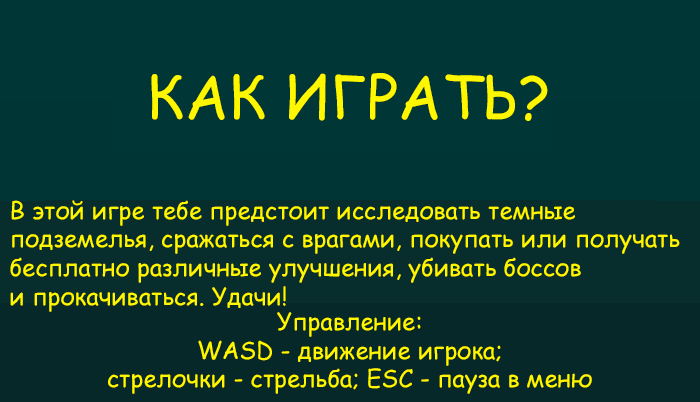 КАК ИГРАТЬ?
В этой игре тебе предстоит исследовать темные
подземелья, сражаться с врагами, покупать или получать
бесплатно различные улучшения, убивать боссов
и прокачиваться. Удачи!
Управление:
WASD - движение игрока;
стрелочки - стрельба; ESC - пауза в меню